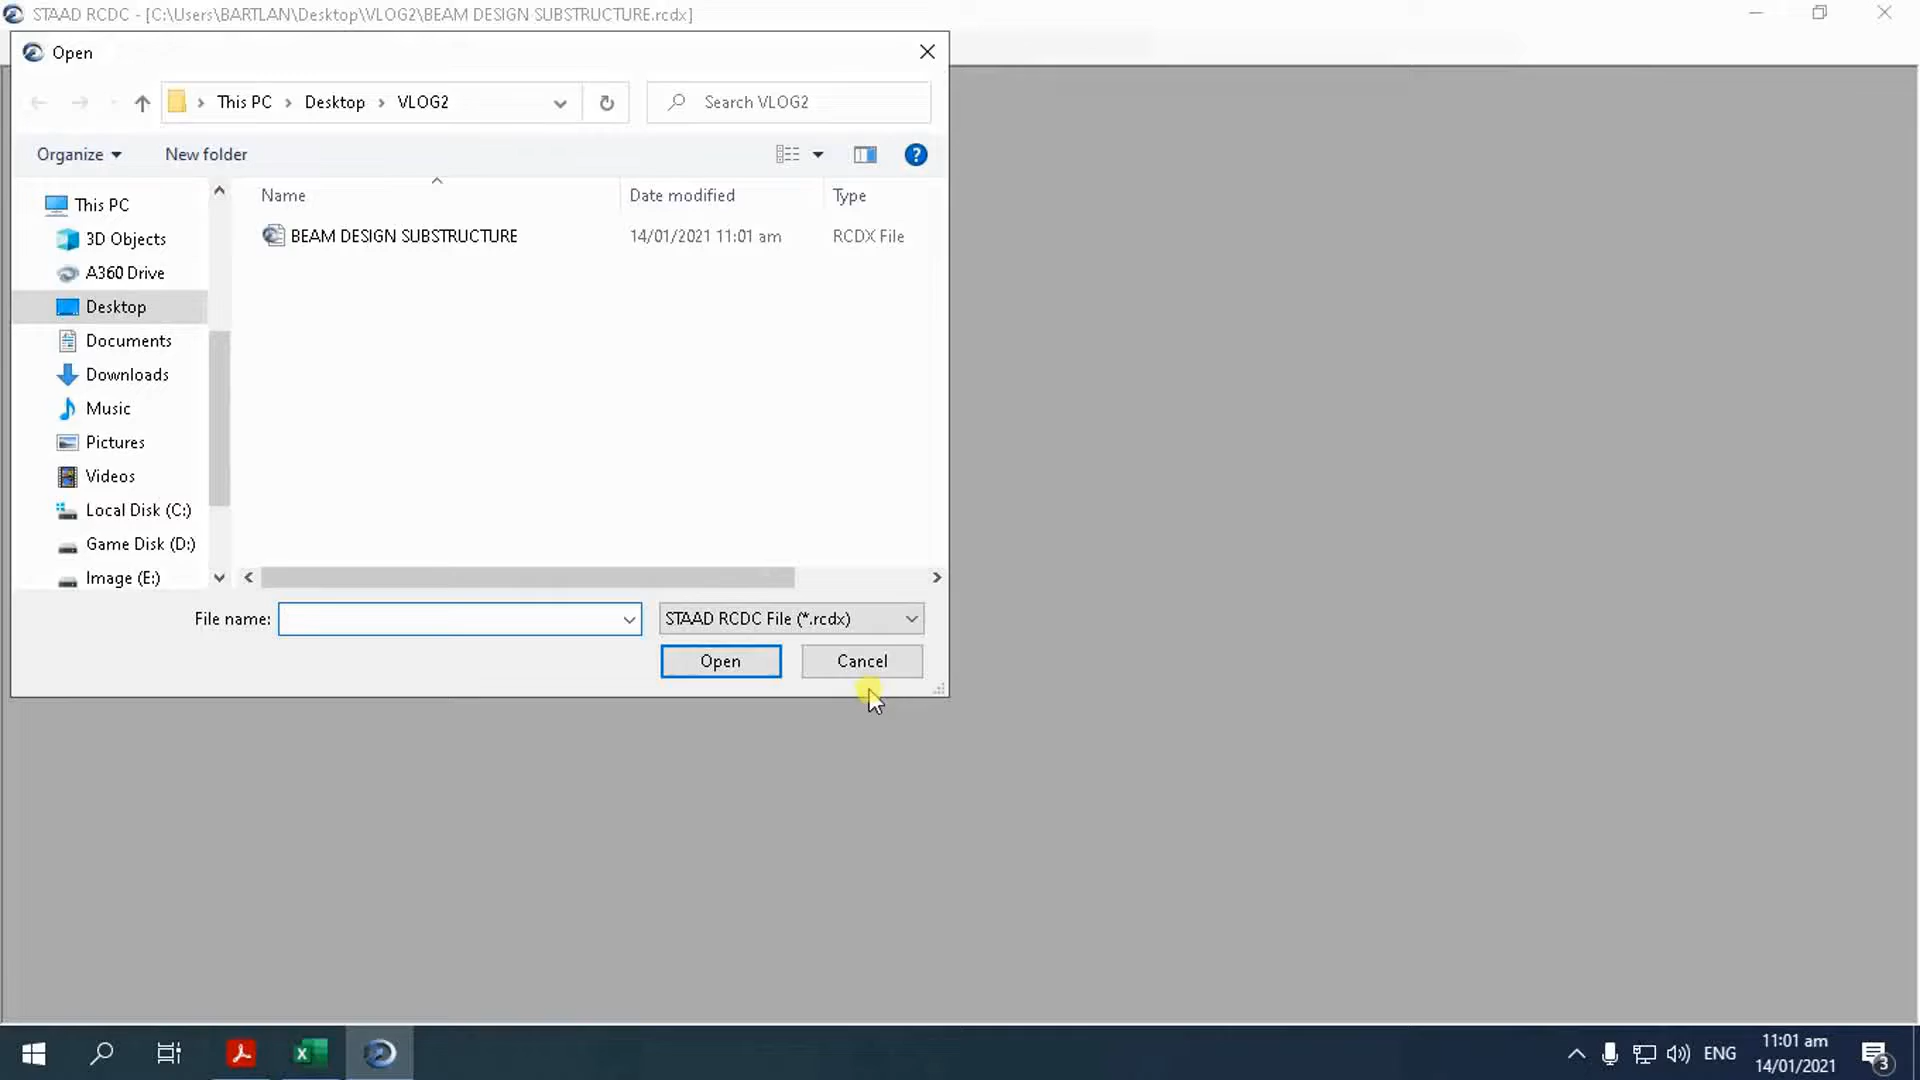 STAAD RCDC - [C:\Users\BARTLAN\Desktop\VLOG2\BEAM DESIGN SUBSTRUCTURE.rcdx]
Open
This PC > Desktop > VLOG2
Search VLOG2
Organize
New folder
Name
Date modified
Type
BEAM DESIGN SUBSTRUCTURE
14/01/2021 11:01 am
RCDX File
This PC
3D Objects
A360 Drive
Desktop
Documents
Downloads
Music
Pictures
Videos
Local Disk (C:)
Game Disk (D:)
Image (E:)
File name:
STAAD RCDC File (*.rcdx)
Open
Cancel
ENG
11:01 am
14/01/2021
3